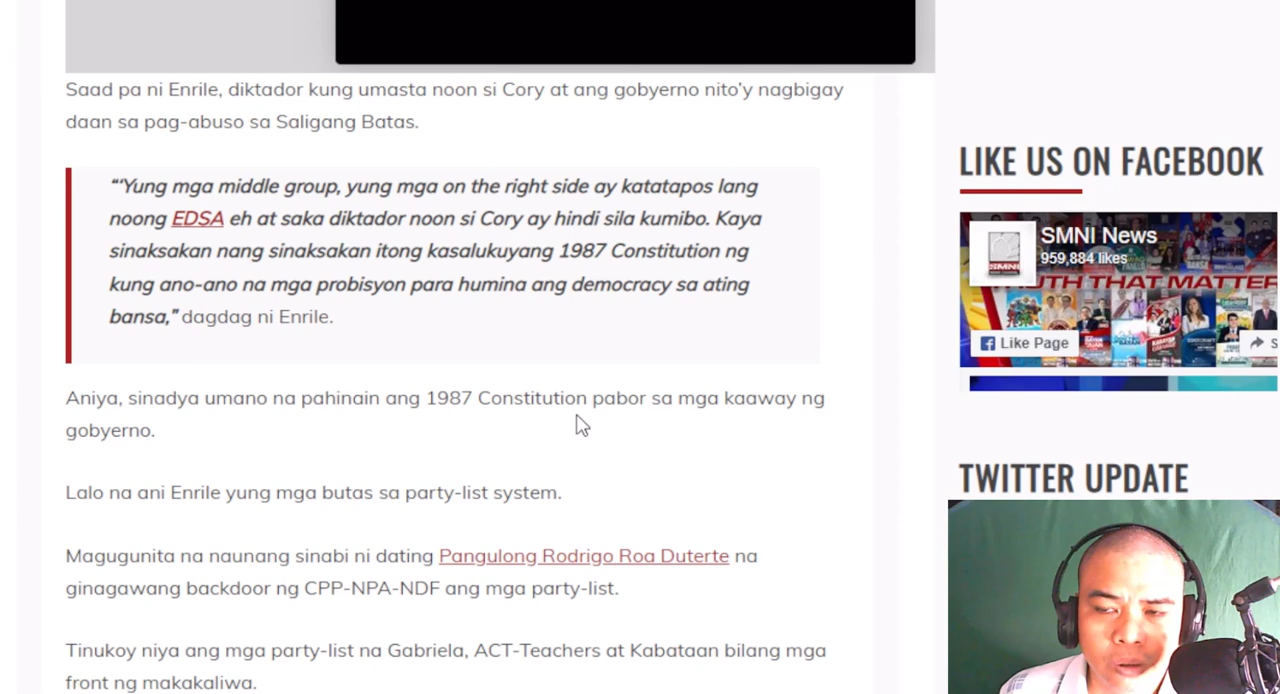 Saad pa ni Enrile, diktador kung umasta noon si Cory at ang gobyerno nito'y nagbigay
daan sa pag-abuso sa Saligang Batas.
“‘Yung mga middle group, yung mga on the right side ay katatapos lang
noong EDSA eh at saka diktador noon si Cory ay hindi sila kumibo. Kaya
sinaksakan nang sinaksakan itong kasalukuyang 1987 Constitution ng
kung ano-ano na mga probisyon para humina ang democracy sa ating
bansa,” dagdag ni Enrile.
Aniya, sinadya umano na pahinain ang 1987 Constitution pabor sa mga kaaway ng
gobyerno.
Lalo na ani Enrile yung mga butas sa party-list system.
Magugunita na naunang sinabi ni dating Pangulong Rodrigo Roa Duterte na
ginagawang backdoor ng CPP-NPA-NDF ang mga party-list.
Tinukoy niya ang mga party-list na Gabriela, ACT-Teachers at Kabataan bilang mga
front ng makakaliwa.
LIKE US ON FACEBOOK
SMNI News
959,884 likes
SMNI
UTH THAT MATTER
Like Page
S
TWITTER UPDATE